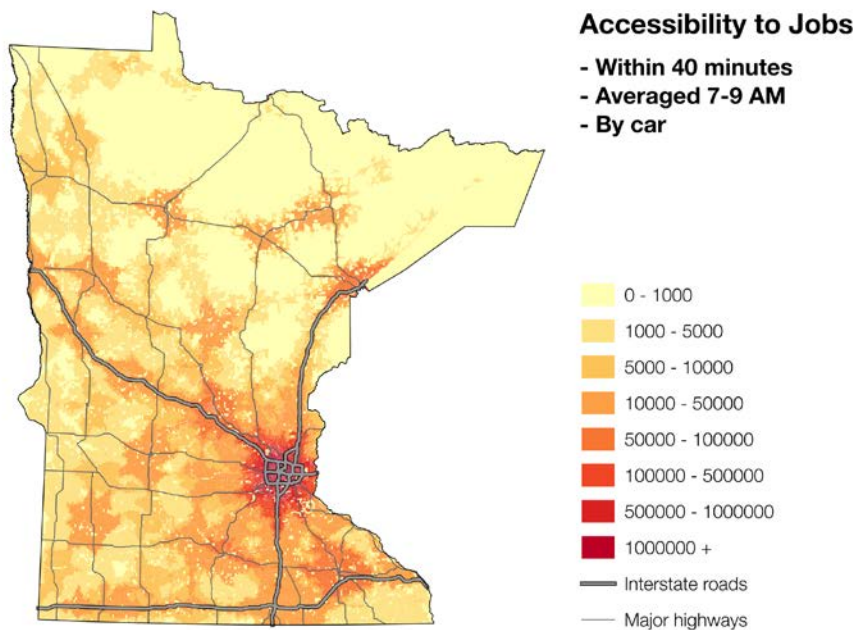 Accessibility to Jobs
- Within 40 minutes
- Averaged 7-9 AM
- By car
0 - 1000
1000 - 5000
5000 - 10000
10000 - 50000
50000 - 100000
100000 - 500000
500000 - 1000000
1000000 +
Interstate roads
Major highways